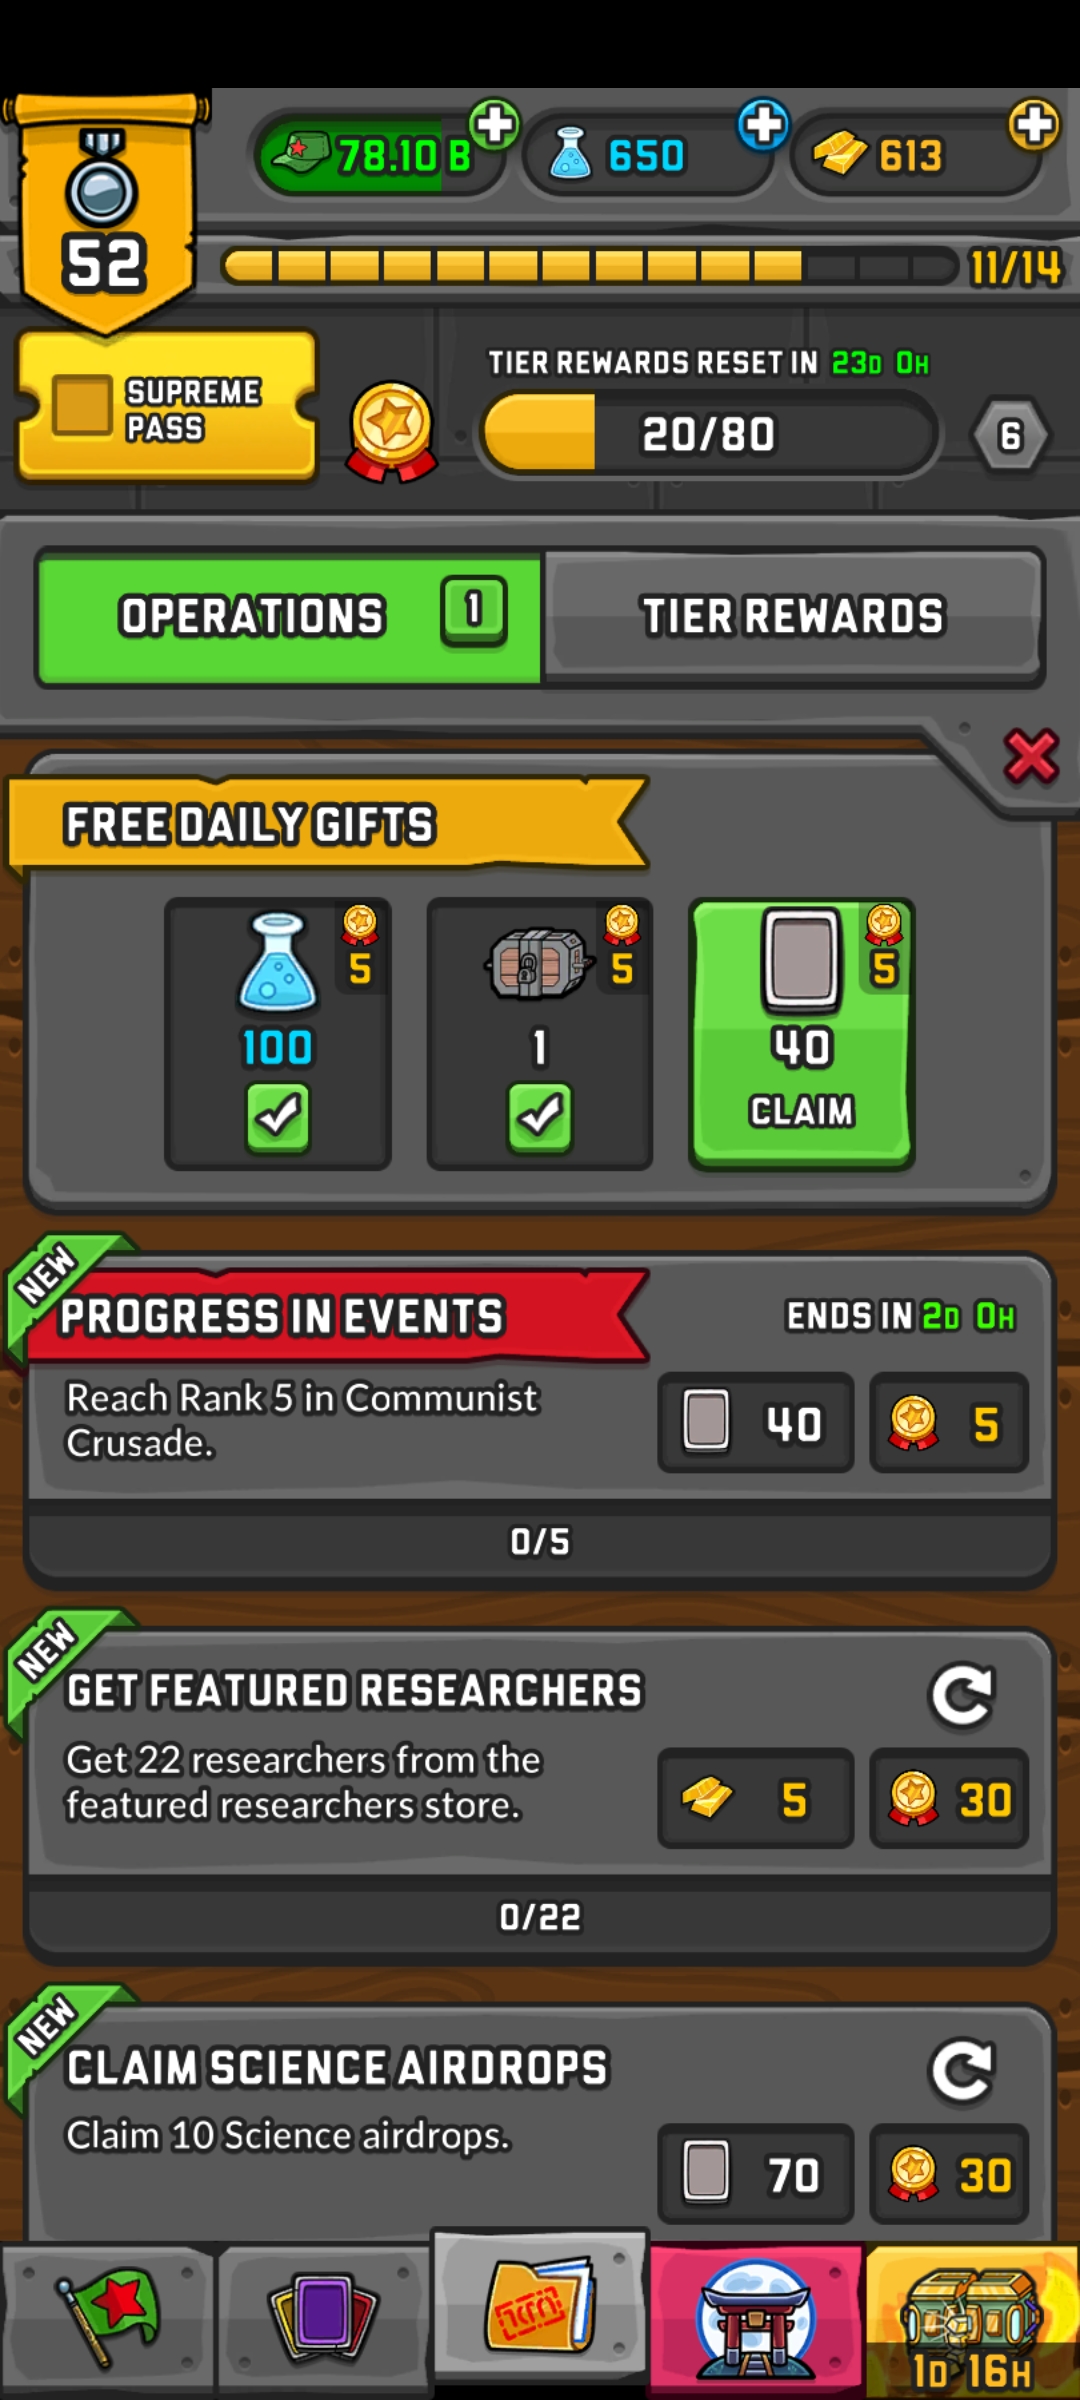 78.10 B
650
613
52
11/14
SUPREME
PASS
TIER REWARDS RESET IN 23D 0H
20/80
6
OPERATIONS 1
TIER REWARDS
FREE DAILY GIFTS
5
5
5
100
1
40
CLAIM
NEW
PROGRESS IN EVENTS
ENDS IN 2D 0H
Reach Rank 5 in Communist
Crusade.
40
5
0/5
NEW
GET FEATURED RESEARCHERS
Get 22 researchers from the
featured researchers store.
5
30
0/22
NEW
CLAIM SCIENCE AIRDROPS
Claim 10 Science airdrops.
70
30
1D 16H